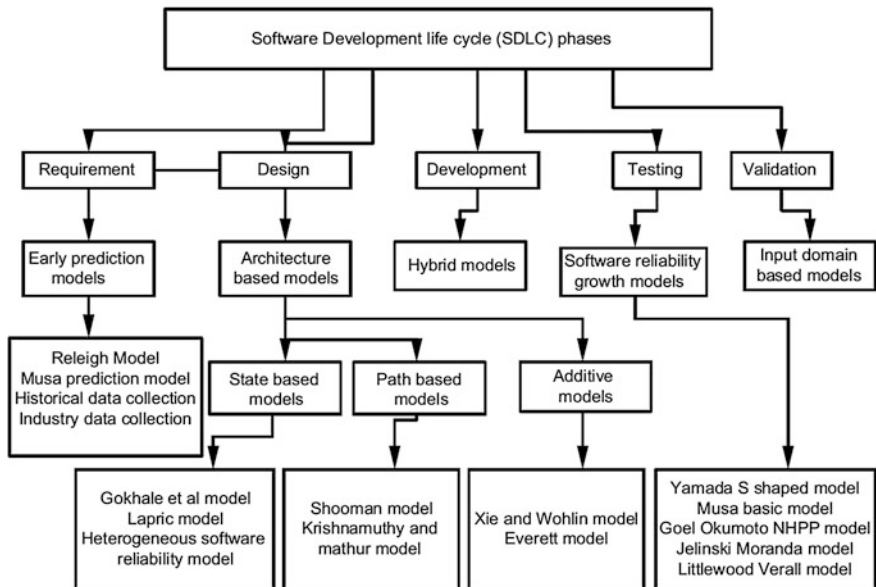 Software Development life cycle (SDLC) phases
Requirement
Design
Development
Testing
Validation
Early prediction
models
Architecture
based models
Hybrid models
Software reliability
growth models
Input domain
based models
Releigh Model
Musa prediction model
Historical data collection
Industry data collection
State based
models
Path based
models
Additive
models
Gokhale et al model
Lapric model
Heterogeneous software
reliability model
Shooman model
Krishnamuthy and
mathur model
Xie and Wohlin model
Everett model
Yamada S shaped model
Musa basic model
Goel Okumoto NHPP model
Jelinski Moranda model
Littlewood Verall model